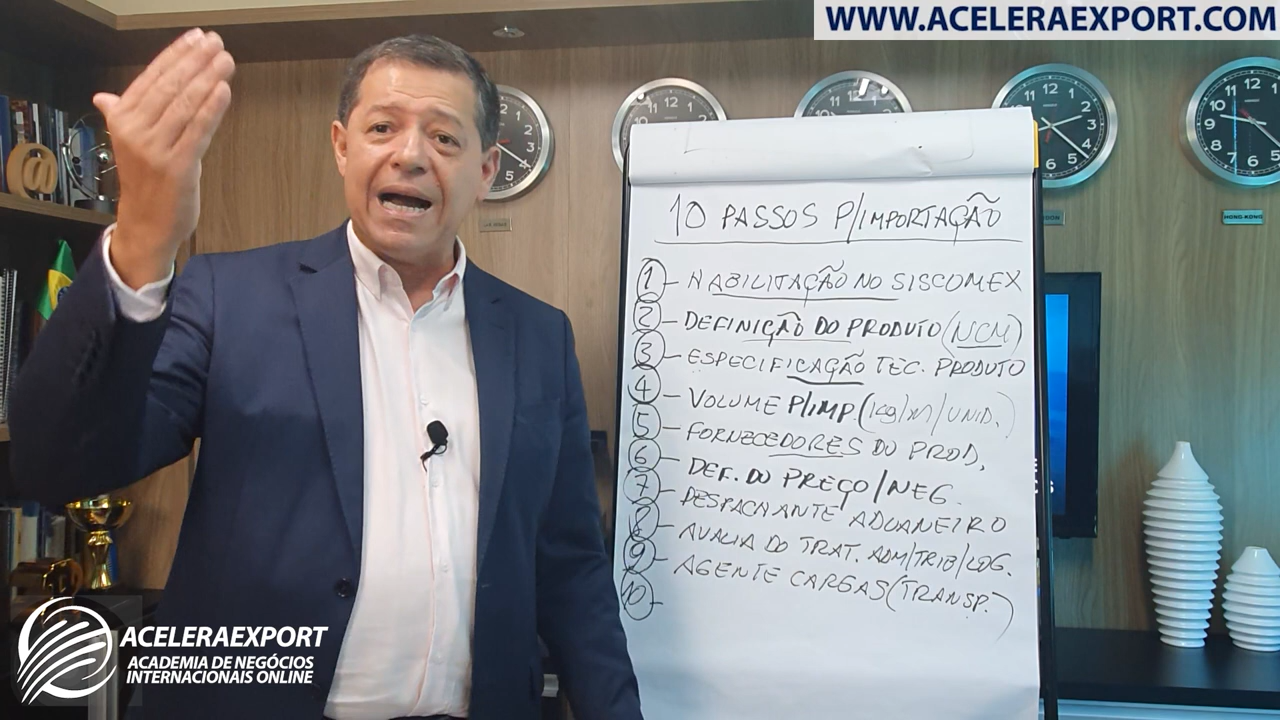 WWW.ACELERAEXPORT.COM
10 PASSOS P/IMPORTAÇÃO
1 - HABILITAÇÃO NO SISCOMEX
2 - DEFINIÇÃO DO PRODUTO (NCM)
3 - ESPECIFICAÇÃO TEC. PRODUTO
4 - VOLUME P/IMP (kg/m/UNID.)
5 - FORNECEDORES DO PROD.
6 - DEF. DO PREÇO/NEG.
7 - DESPACHANTE ADUANEIRO
8 - AVALIA DO TRAT. ADM/TRIB/LOG.
9 - AGENTE CARGAS (TRANSP.)
10 -
HONG-KONG
ACELERAEXPORT
ACADEMIA DE NEGÓCIOS
INTERNACIONAIS ONLINE